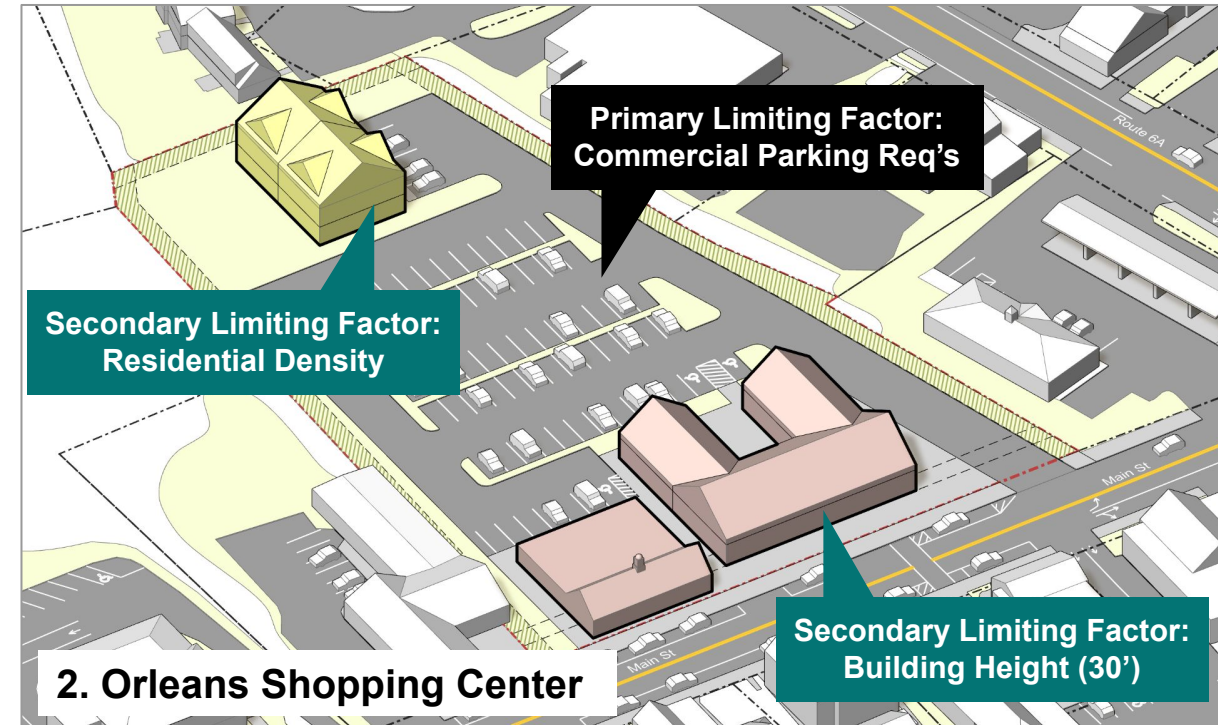 Route 6A
Primary Limiting Factor:
Commercial Parking Req’s
Secondary Limiting Factor:
Residential Density
Main St
Secondary Limiting Factor:
Building Height (30’)
Main St
2. Orleans Shopping Center